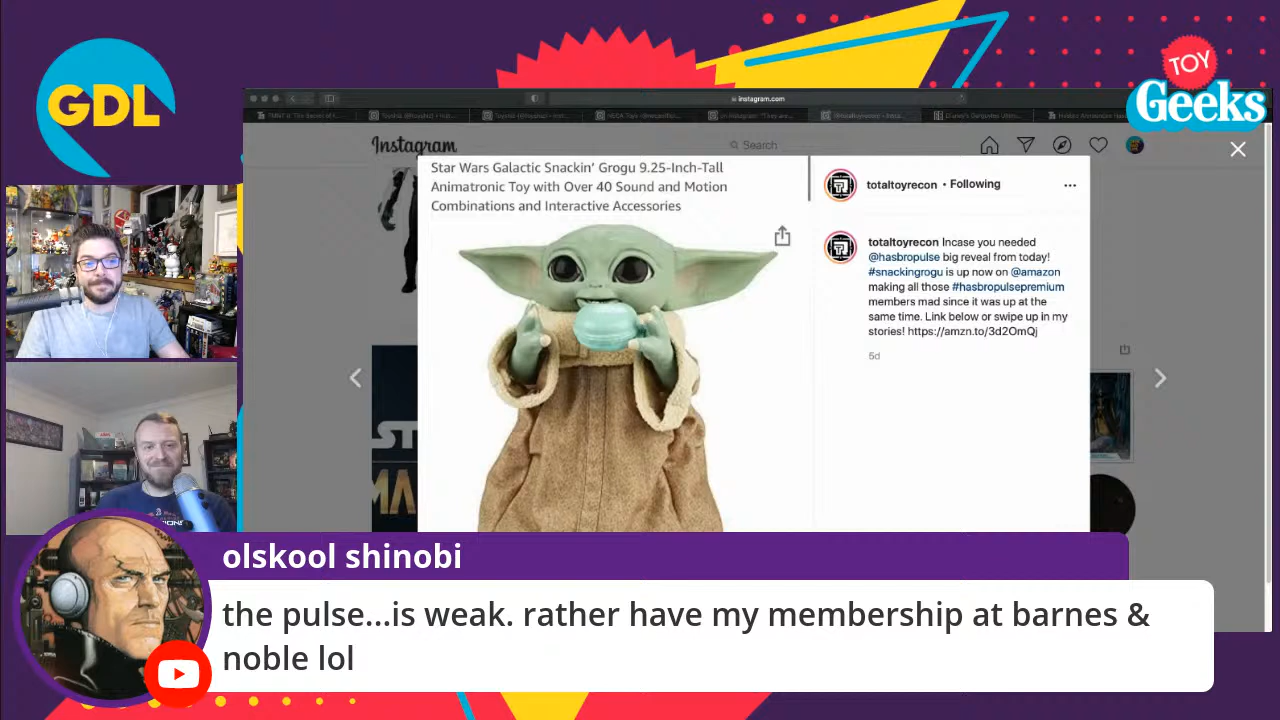 GDL
TOY
Geeks
instagram.com
Instagram
Search
Star Wars Galactic Snackin' Grogu 9.25-Inch-Tall
Animatronic Toy with Over 40 Sound and Motion
Combinations and Interactive Accessories
totaltoyrecon • Following
totaltoyrecon Incase you needed
@hasbropulse big reveal from today!
#snackingrogu is up now on @amazon
making all those #hasbropulsepremium
members mad since it was up at the
same time. Link below or swipe up in my
stories! https://amzn.to/3d2OmQj
5d
olskool shinobi
the pulse...is weak. rather have my membership at barnes &
noble lol